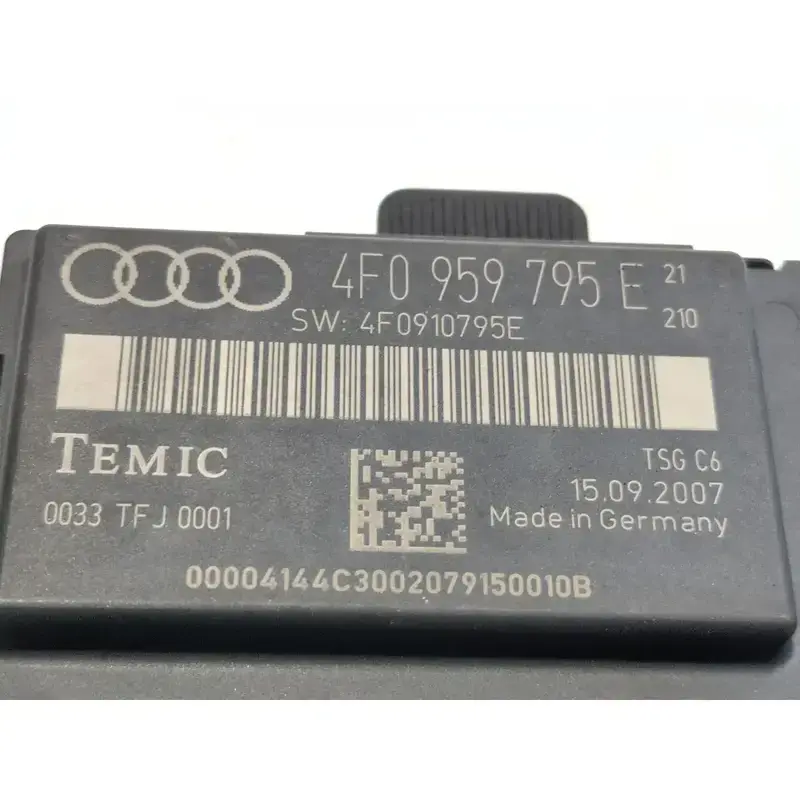 4F0 959 795 E 21
210
SW: 4F0910795E
TEMIC
TSG C6
15.09.2007
0033 TFJ 0001
Made in Germany
00004144C3002079150010B